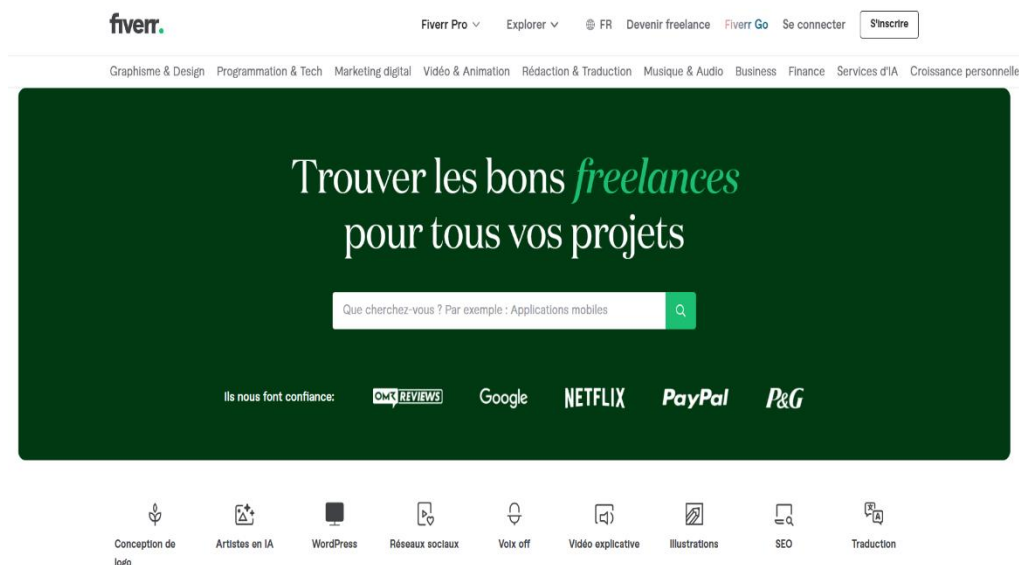 fiverr.
Fiverr Pro Explorer FR Devenir freelance Fiverr Go Se connecter S'inscrire
Graphisme & Design Programmation & Tech Marketing digital Vidéo & Animation Rédaction & Traduction Musique & Audio Business Finance Services d'IA Croissance personnelle
Trouver les bons freelances
pour tous vos projets
Que cherchez-vous ? Par exemple : Applications mobiles
Ils nous font confiance: OMR REVIEWS Google NETFLIX PayPal P&G
Conception de Artistes en IA WordPress Réseaux sociaux Voix off Vidéo explicative Illustrations SEO Traduction
logo